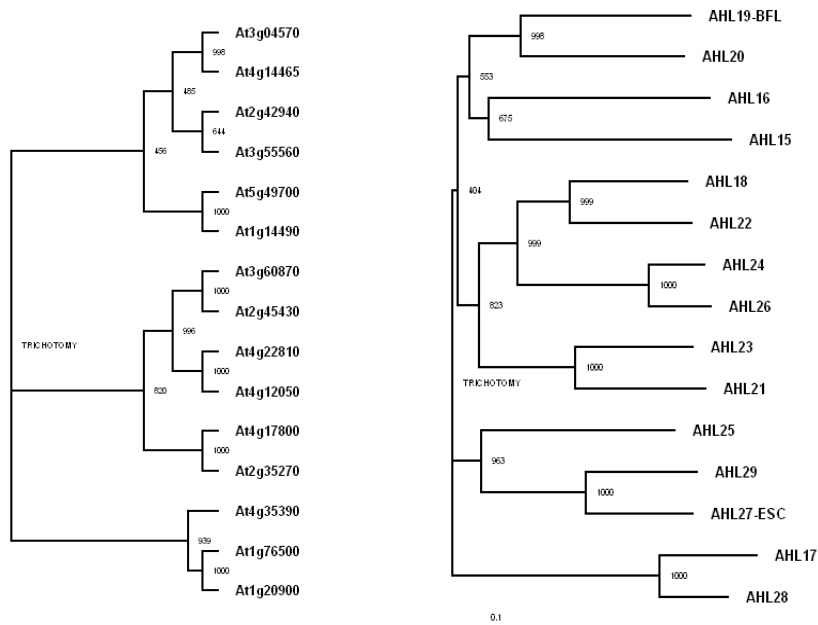 At3g04570
998
At4g14465
485
At2g42940
644
At3g55560
456
At5g49700
1000
At1g14490
At3g60870
1000
At2g45430
996
TRICHOTOMY
At4g22810
1000
At4g12050
820
At4g17800
1000
At2g35270
At4g35390
939
At1g76500
1000
At1g20900
AHL19-BFL
998
AHL20
553
AHL16
675
AHL15
404
AHL18
999
AHL22
999
AHL24
1000
AHL26
823
AHL23
1000
TRICHOTOMY
AHL21
AHL25
963
AHL29
1000
AHL27-ESC
AHL17
1000
AHL28
0.1